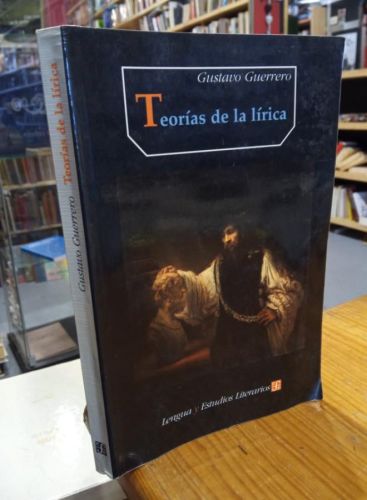 Gustavo Guerrero
Teorías de la lírica
Lengua y Estudios Literarios
Gustavo Guerrero Teorías de la lírica